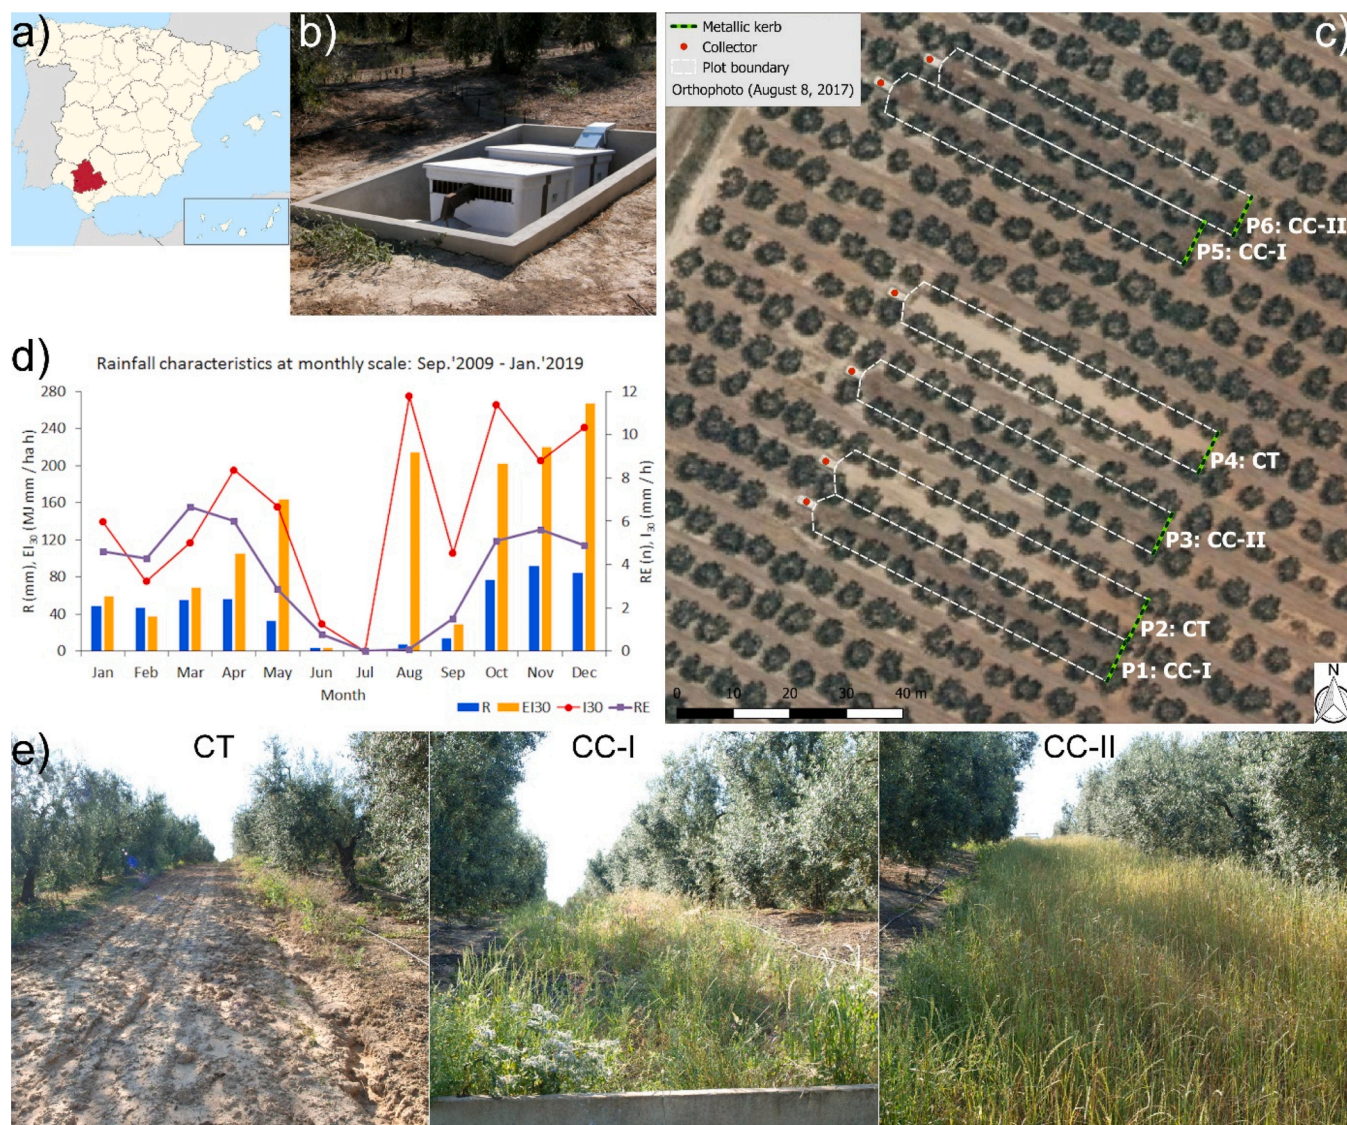 a)
b)
c)
Metallic kerb
Collector
Plot boundary
Orthophoto (August 8, 2017)
P6: CC-II
P5: CC-I
P4: CT
P3: CC-II
P2: CT
P1: CC-I
0 10 20 30 40 m
N
d)
Rainfall characteristics at monthly scale: Sep.'2009 - Jan.'2019
R (mm), EI30 (MJ mm / ha h)
280
240
200
160
120
80
40
0
12
10
8
6
4
2
0
RE (n), I30 (mm / h)
Jan Feb Mar Apr May Jun Jul Aug Sep Oct Nov Dec
Month
R EI30 I30 RE
e)
CT
CC-I
CC-II